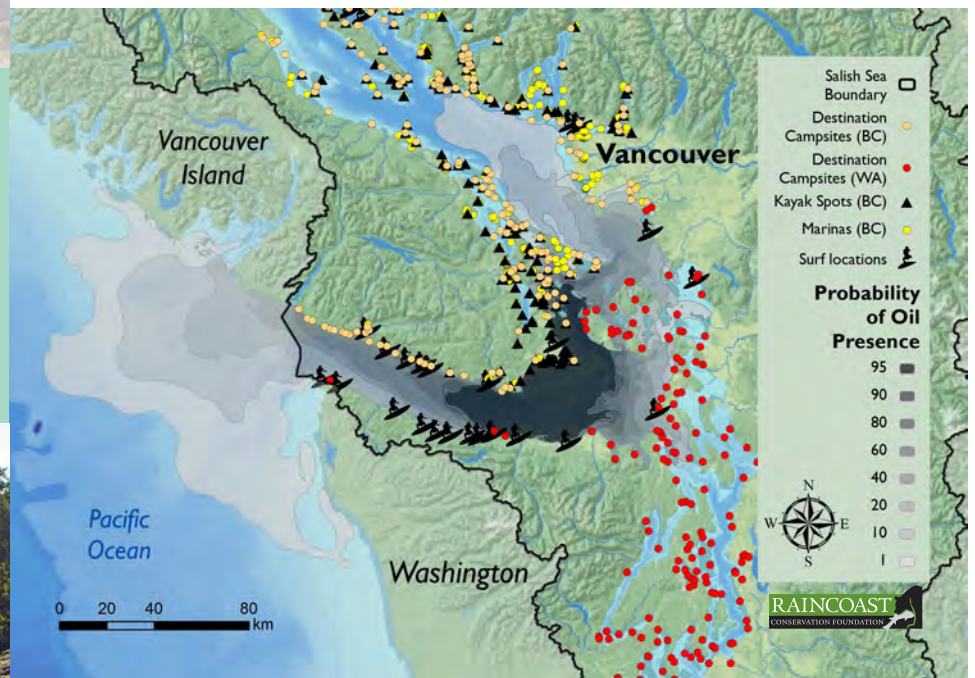 Vancouver
Island
Vancouver
Pacific
Ocean
Washington
0 20 40 80
km
Salish Sea
Boundary
Destination
Campsites (BC)
Destination
Campsites (WA)
Kayak Spots (BC)
Marinas (BC)
Surf locations
Probability
of Oil
Presence
95
90
80
60
40
20
10
1
N
W E
S
RAINCOAST
CONSERVATION FOUNDATION